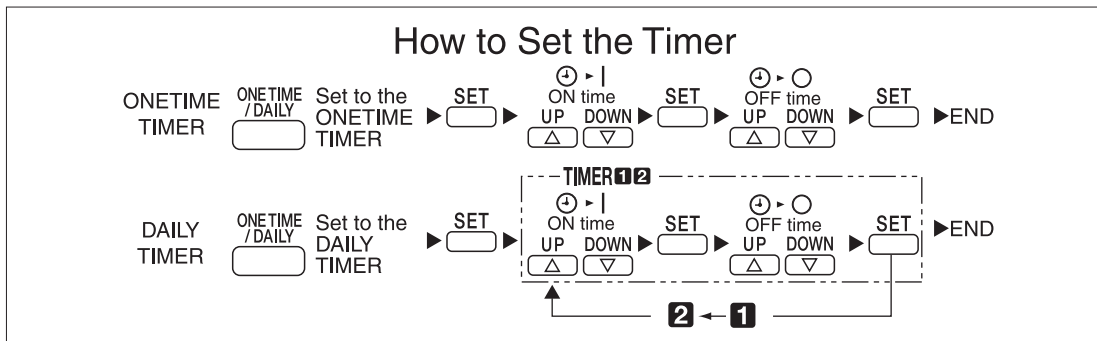 How to Set the Timer
ONETIME TIMER
ONETIME /DAILY
Set to the ONETIME TIMER
SET
ON time
UP DOWN
SET
OFF time
UP DOWN
SET
END
DAILY TIMER
ONETIME /DAILY
Set to the DAILY TIMER
SET
TIMER 1 2
ON time
UP DOWN
SET
OFF time
UP DOWN
SET
END
2 1